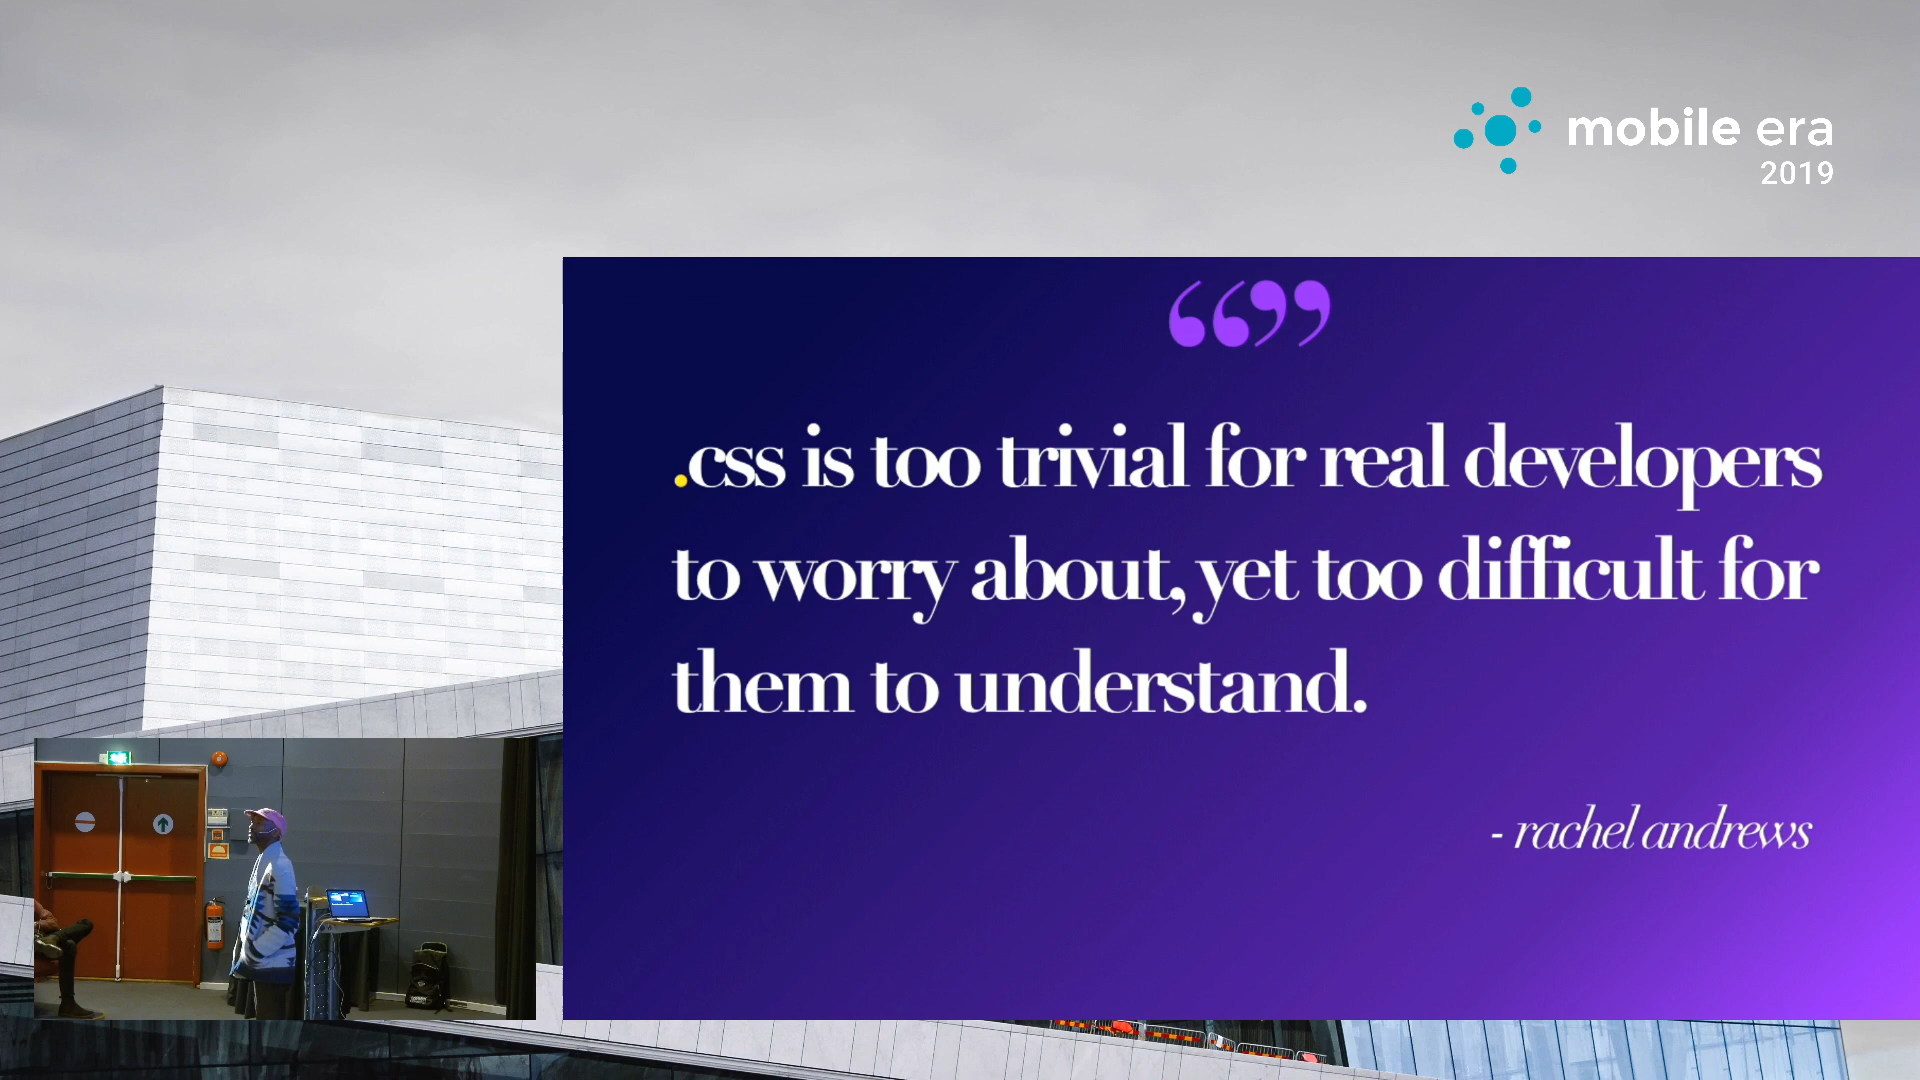 mobile era
2019
.css is too trivial for real developers
to worry about, yet too difficult for
them to understand.
- rachel andrews